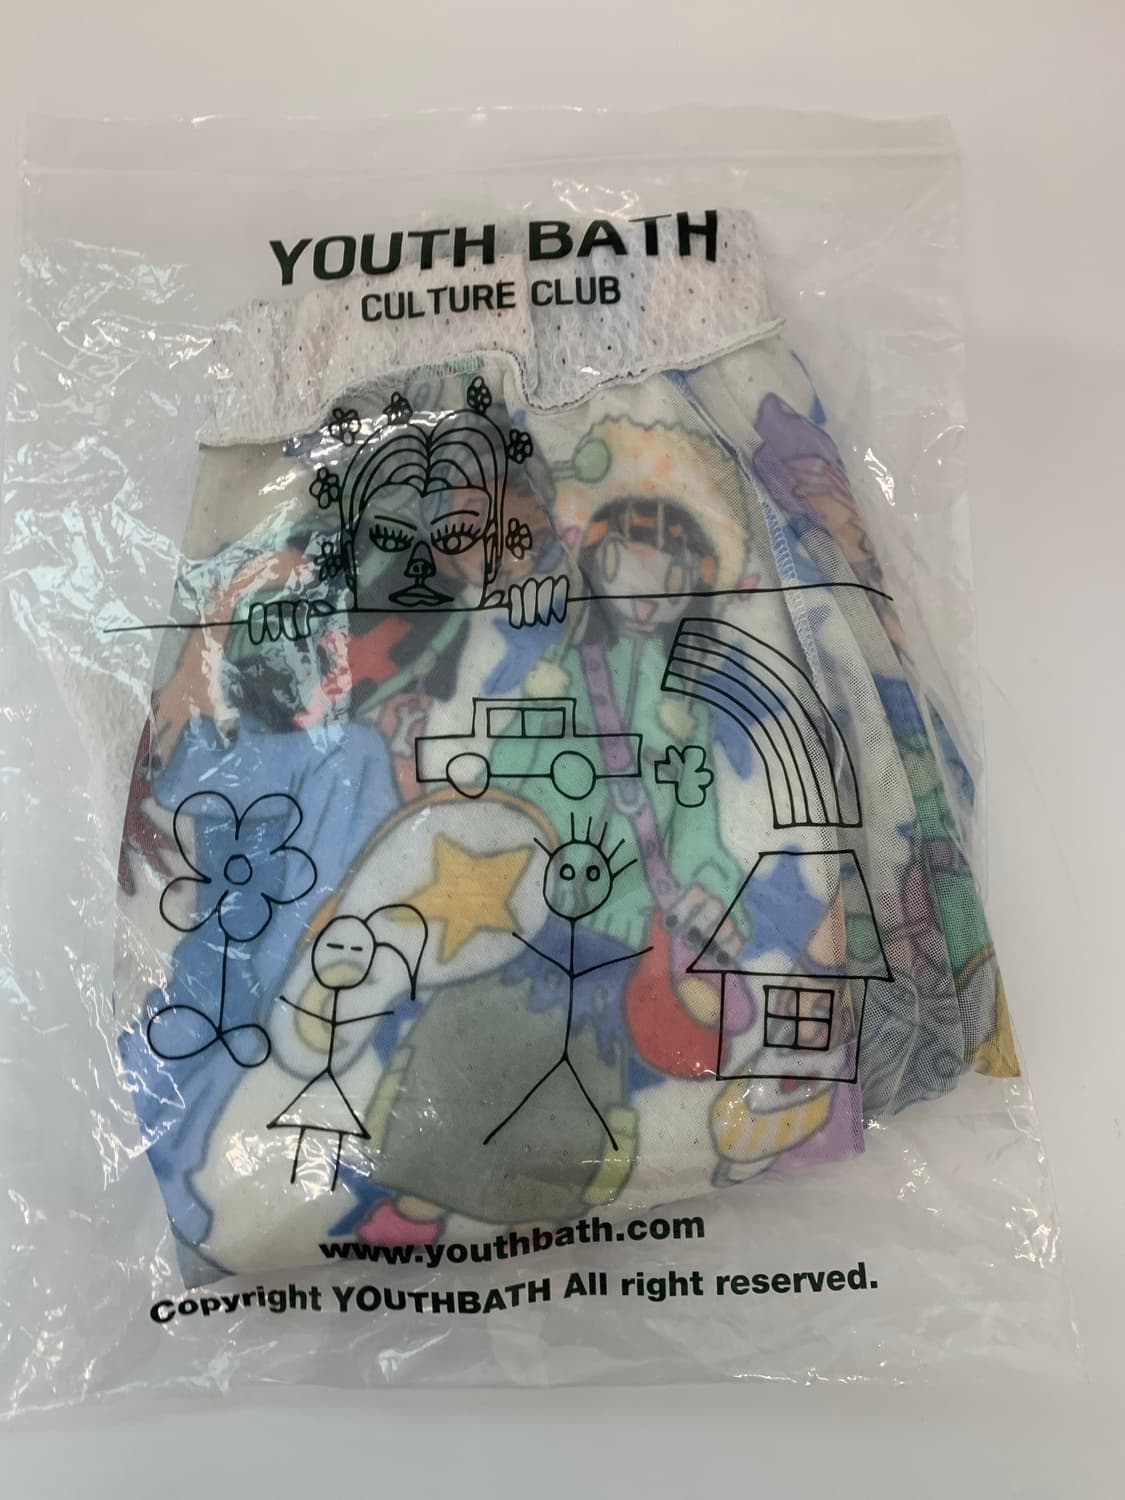 YOUTH BATH
CULTURE CLUB
www.youthbath.com
Copyright YOUTHBATH All right reserved.